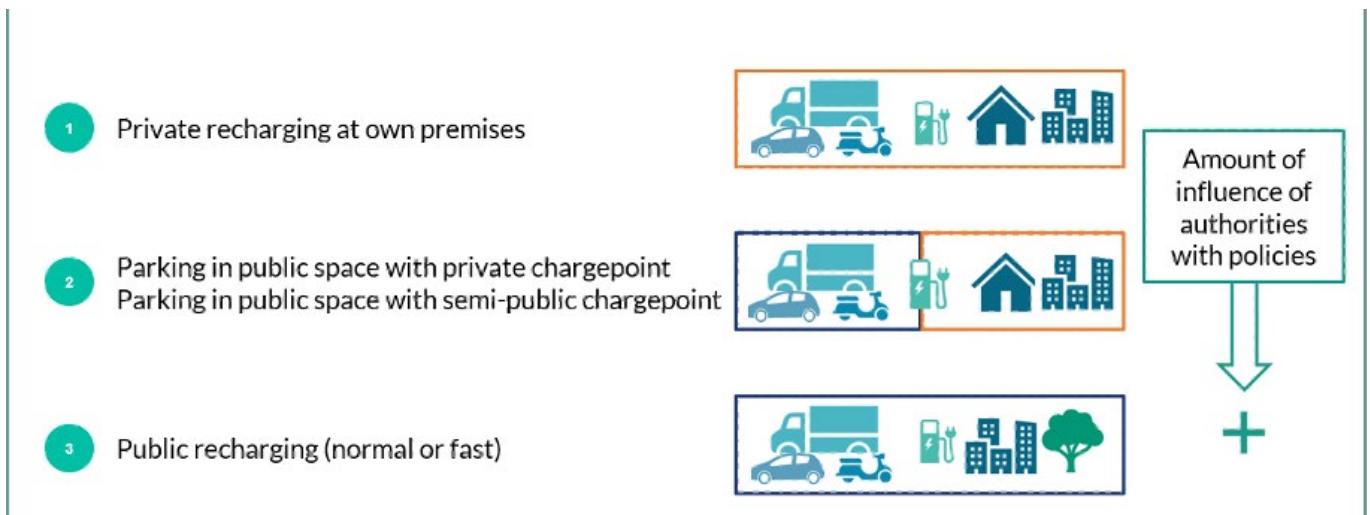 1
Private recharging at own premises
Amount of
influence of
authorities
with policies
2
Parking in public space with private chargepoint
Parking in public space with semi-public chargepoint
3
Public recharging (normal or fast)
+